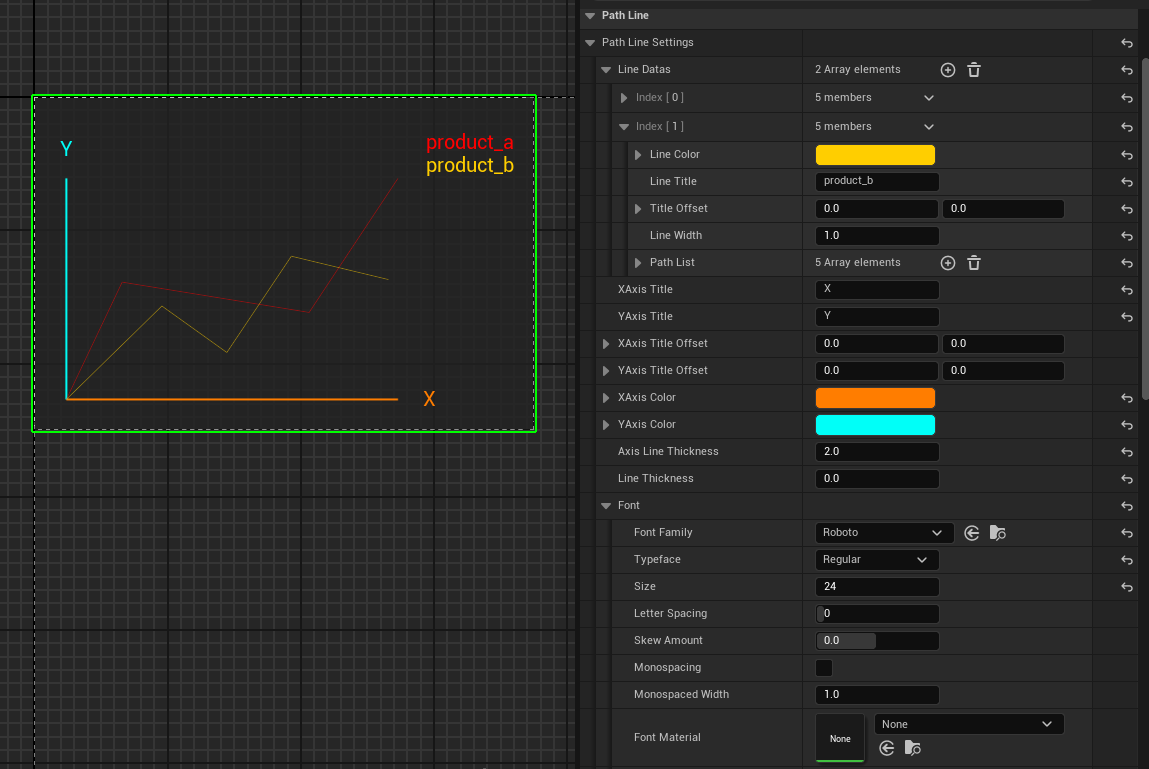 Y
product_a
product_b
X
Path Line
Path Line Settings
Line Datas 2 Array elements
Index [ 0 ] 5 members
Index [ 1 ] 5 members
Line Color
Line Title product_b
Title Offset 0.0 0.0
Line Width 1.0
Path List 5 Array elements
XAxis Title X
YAxis Title Y
XAxis Title Offset 0.0 0.0
YAxis Title Offset 0.0 0.0
XAxis Color
YAxis Color
Axis Line Thickness 2.0
Line Thickness 0.0
Font
Font Family Roboto
Typeface Regular
Size 24
Letter Spacing 0
Skew Amount 0.0
Monospacing
Monospaced Width 1.0
Font Material None None